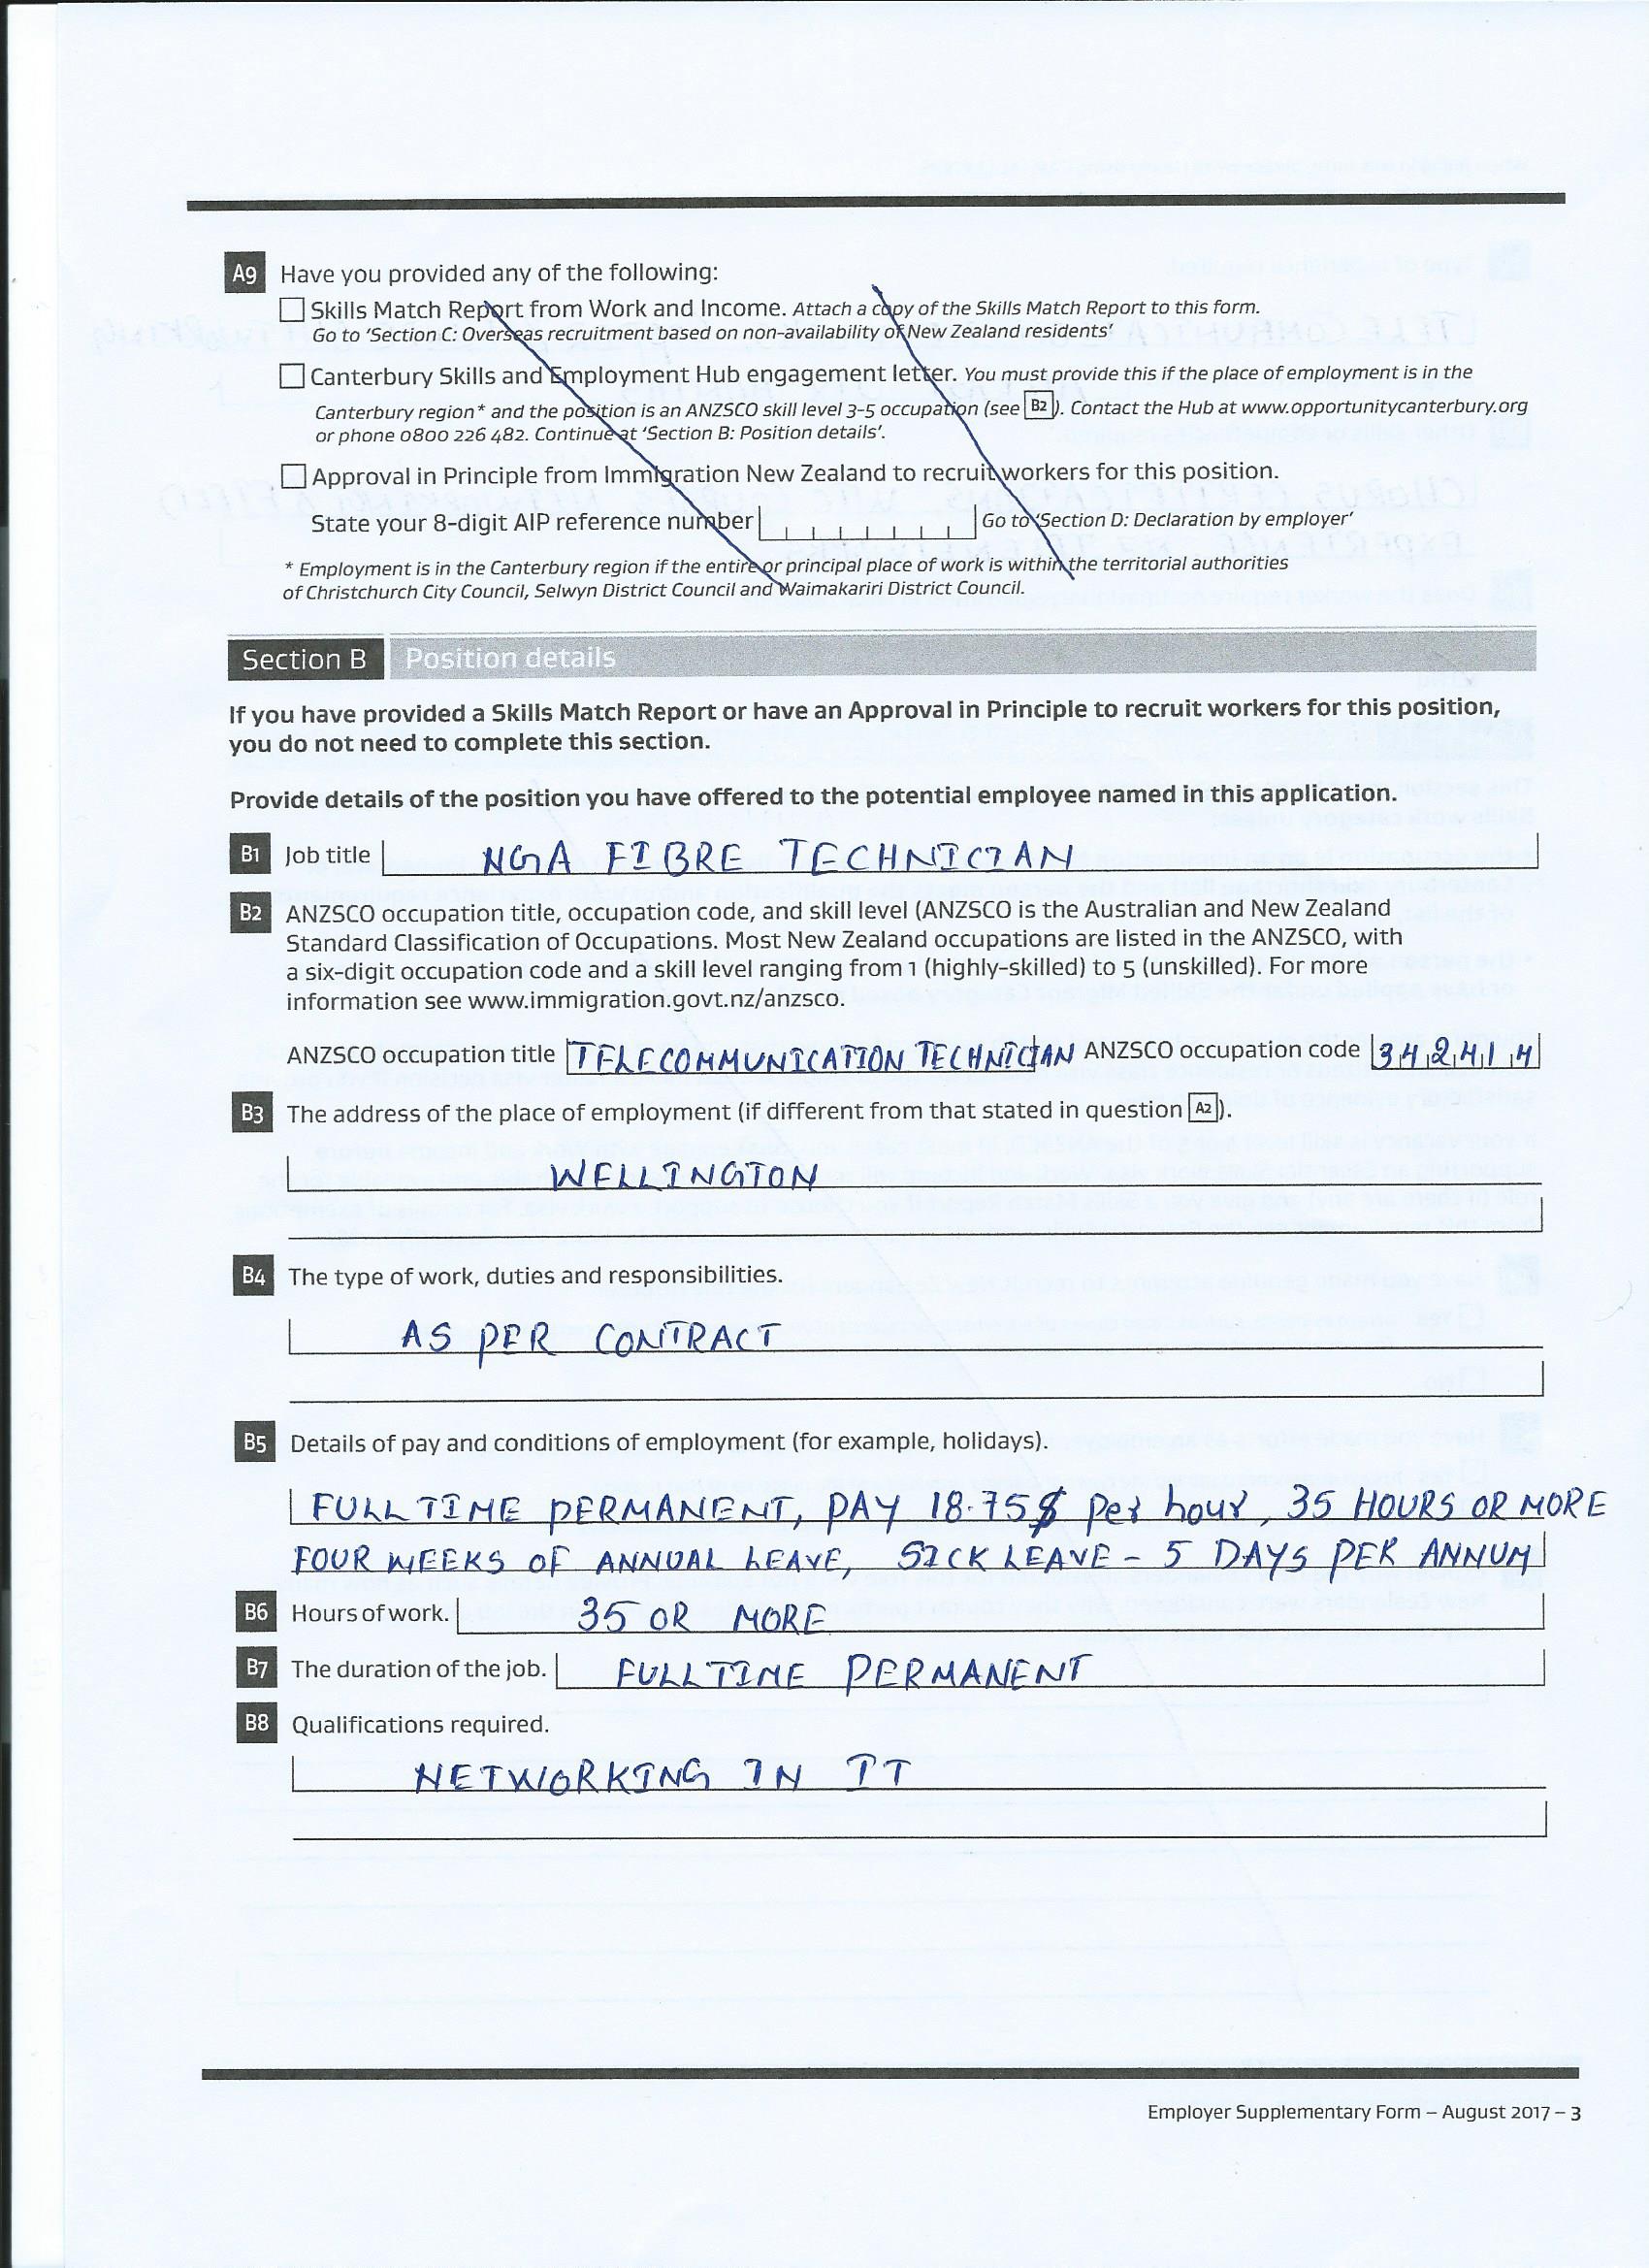 A9 Have you provided any of the following:
Skills Match Report from Work and Income. Attach a copy of the Skills Match Report to this form.
Go to 'Section C: Overseas recruitment based on non-availability of New Zealand residents'
Canterbury Skills and Employment Hub engagement letter. You must provide this if the place of employment is in the
Canterbury region* and the position is an ANZSCO skill level 3-5 occupation (see B2). Contact the Hub at www.opportunitycanterbury.org
or phone 0800 226 482. Continue at 'Section B: Position details'.
Approval in Principle from Immigration New Zealand to recruit workers for this position.
State your 8-digit AIP reference number Go to 'Section D: Declaration by employer'
* Employment is in the Canterbury region if the entire or principal place of work is within the territorial authorities
of Christchurch City Council, Selwyn District Council and Waimakariri District Council.
Section B Position details
If you have provided a Skills Match Report or have an Approval in Principle to recruit workers for this position,
you do not need to complete this section.
Provide details of the position you have offered to the potential employee named in this application.
B1 Job title NGA FIBRE TECHNICIAN
B2 ANZSCO occupation title, occupation code, and skill level (ANZSCO is the Australian and New Zealand
Standard Classification of Occupations. Most New Zealand occupations are listed in the ANZSCO, with
a six-digit occupation code and a skill level ranging from 1 (highly-skilled) to 5 (unskilled). For more
information see www.immigration.govt.nz/anzsco.
ANZSCO occupation title TELECOMMUNICATION TECHNICIAN ANZSCO occupation code 342414
B3 The address of the place of employment (if different from that stated in question A2).
WELLINGTON
B4 The type of work, duties and responsibilities.
AS PER CONTRACT
B5 Details of pay and conditions of employment (for example, holidays).
FULL TIME PERMANENT, PAY 18.75$ per hour, 35 HOURS OR MORE
FOUR WEEKS OF ANNUAL LEAVE, SICK LEAVE - 5 DAYS PER ANNUM
B6 Hours of work. 35 OR MORE
B7 The duration of the job. FULL TIME PERMANENT
B8 Qualifications required.
NETWORKING IN IT
Employer Supplementary Form – August 2017 – 3